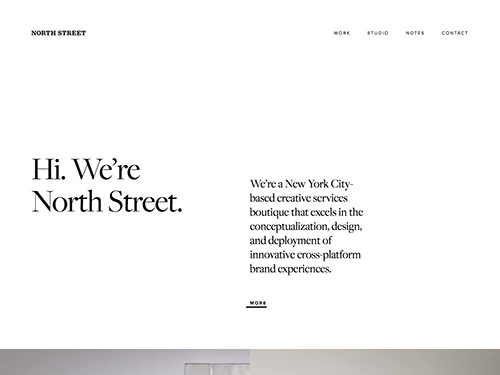 NORTH STREET
WORK STUDIO NOTES CONTACT
Hi. We're
North Street.
We're a New York City-
based creative services
boutique that excels in the
conceptualization, design,
and deployment of
innovative cross-platform
brand experiences.
MORE